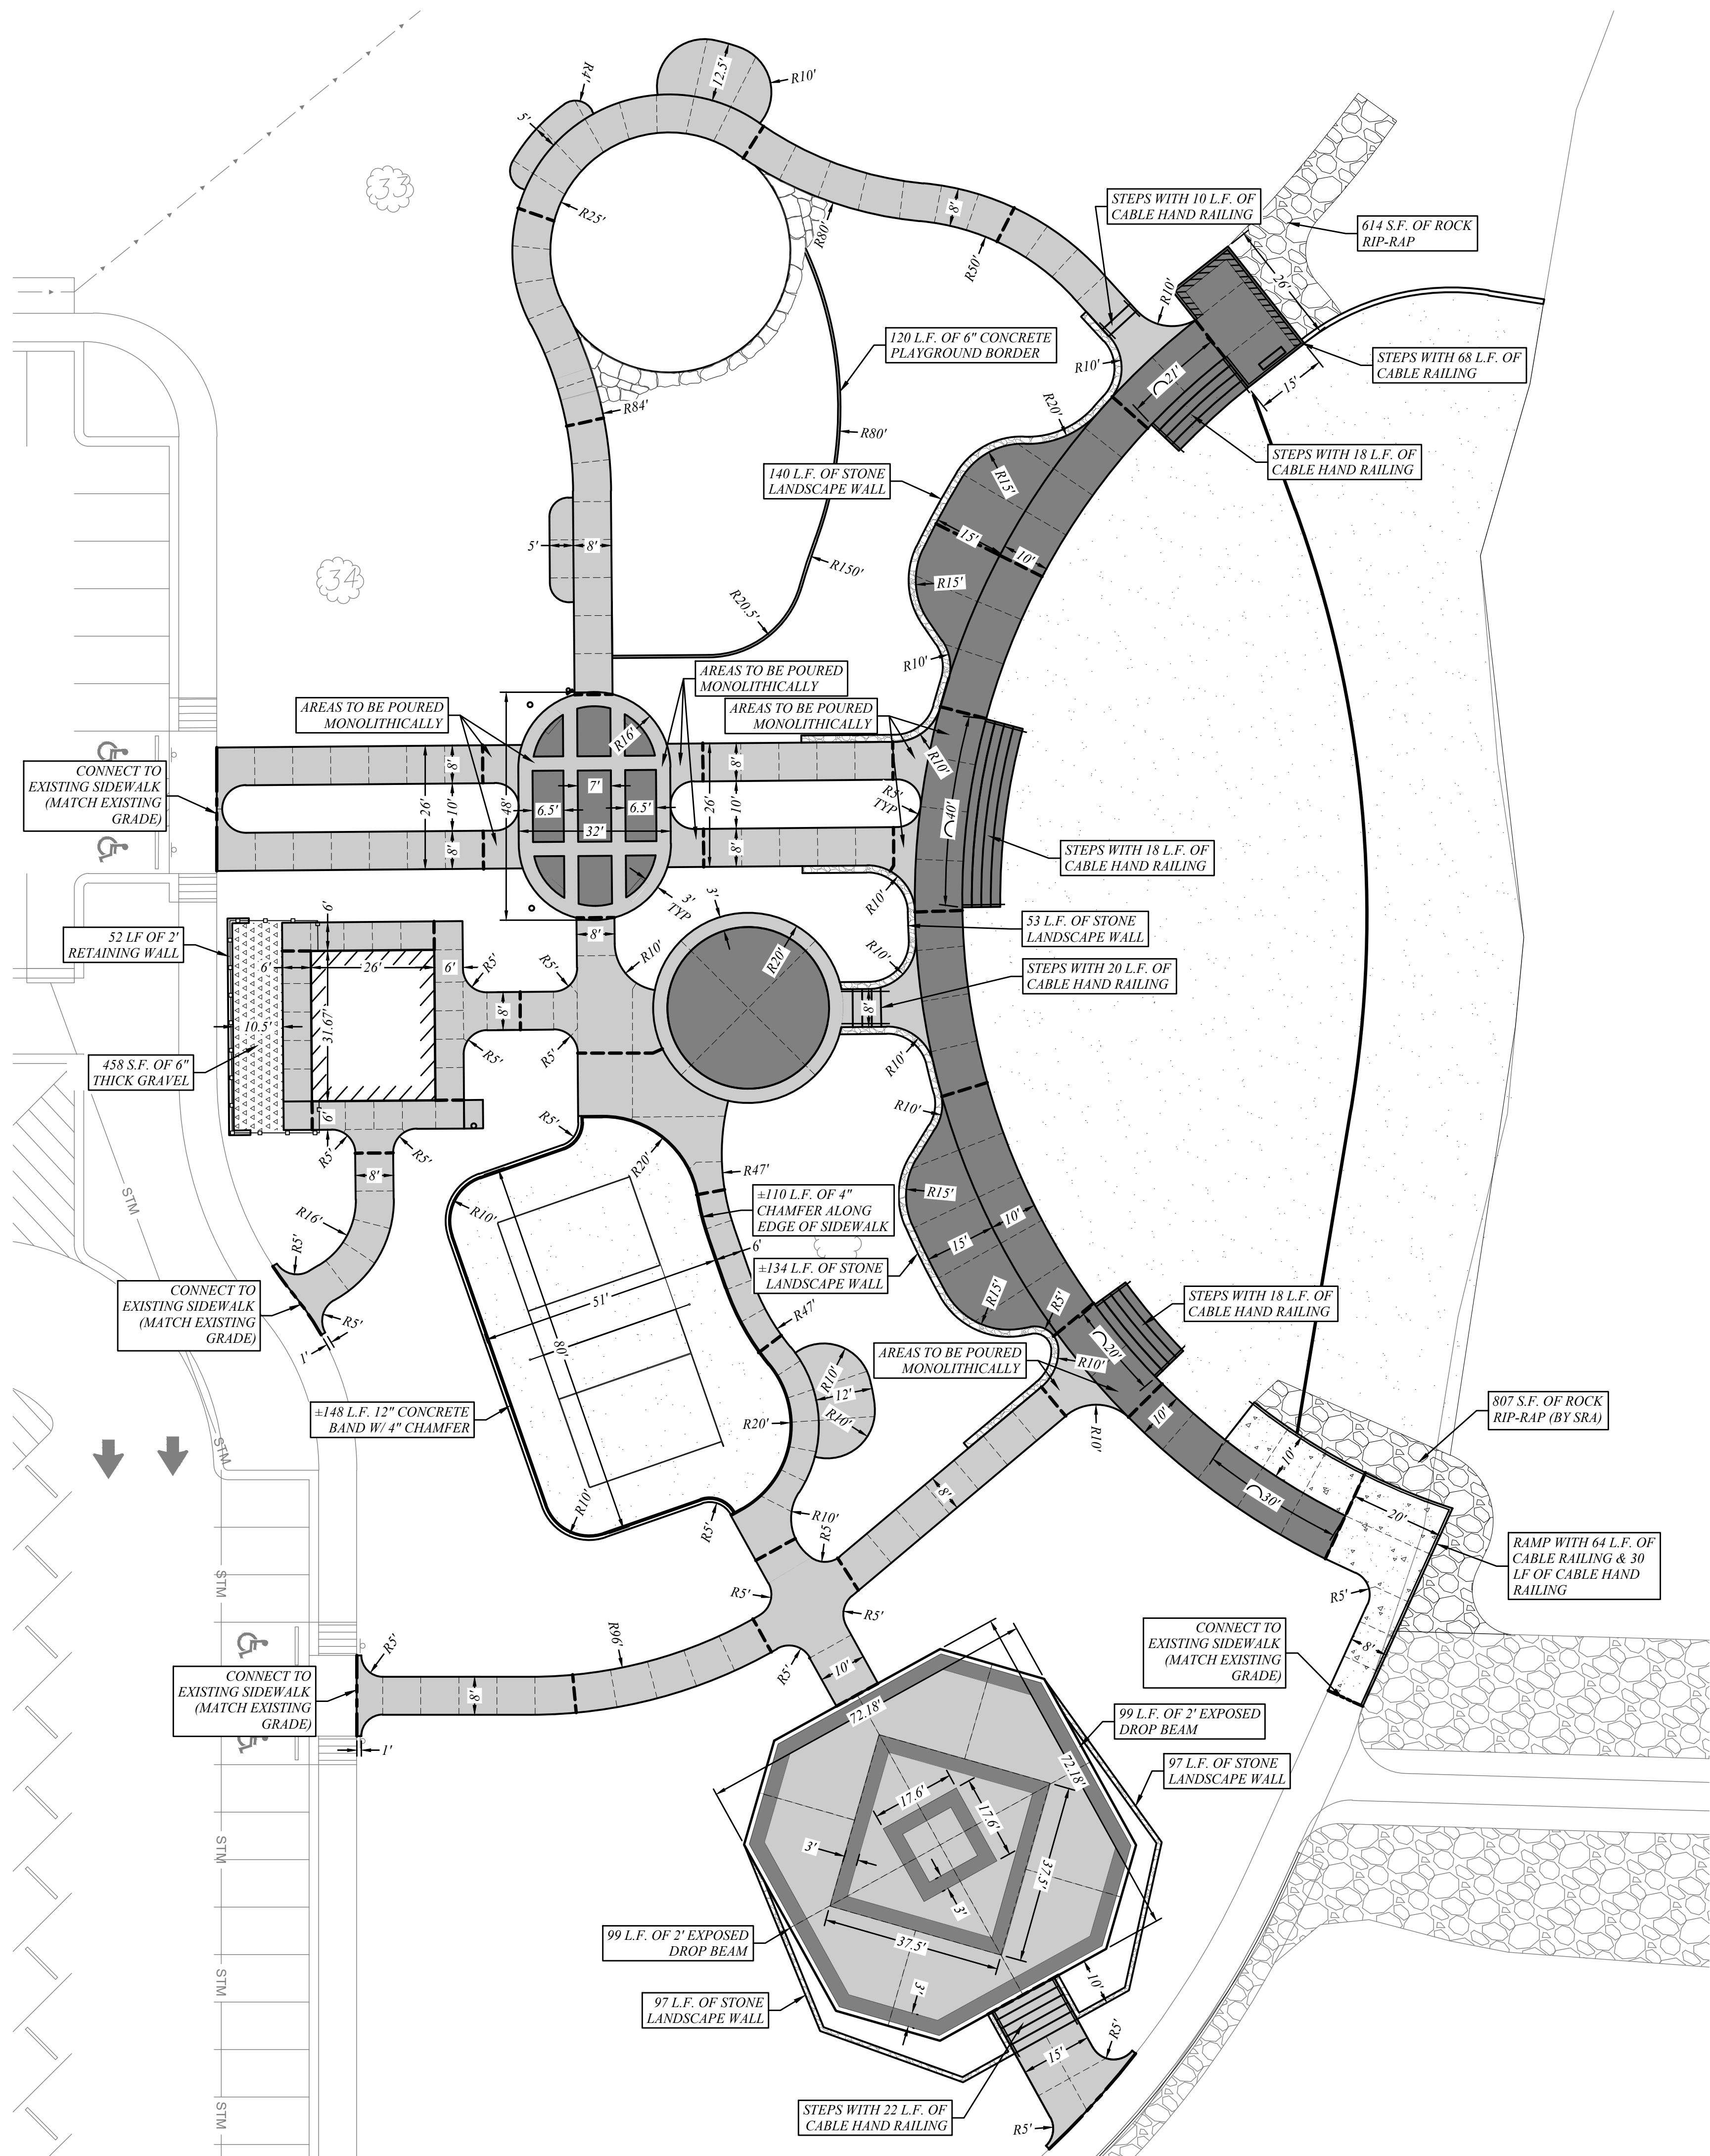 12.5'
R10'
R4'
5'
33
R25'
R80'
8'
R50'
STEPS WITH 10 L.F. OF
CABLE HAND RAILING
R10'
614 S.F. OF ROCK
RIP-RAP
26'
120 L.F. OF 6" CONCRETE
PLAYGROUND BORDER
R10'
21'
STEPS WITH 68 L.F. OF
CABLE RAILING
15'
R84'
R20'
R80'
STEPS WITH 18 L.F. OF
CABLE HAND RAILING
140 L.F. OF STONE
LANDSCAPE WALL
R15'
5'
8'
15'
10'
R150'
R15'
34
R20.5'
R10'
AREAS TO BE POURED
MONOLITHICALLY
AREAS TO BE POURED
MONOLITHICALLY
AREAS TO BE POURED
MONOLITHICALLY
R16'
R10'
CONNECT TO
EXISTING SIDEWALK
(MATCH EXISTING
GRADE)
26'
8'
10'
8'
48'
7'
6.5'
6.5'
32'
26'
8'
10'
8'
R5'
TYP
40'
STEPS WITH 18 L.F. OF
CABLE HAND RAILING
3'
TYP
3'
R10'
53 L.F. OF STONE
LANDSCAPE WALL
52 LF OF 2'
RETAINING WALL
6'
6'
26'
6'
R5'
R5'
8'
R10'
R20'
R10'
STEPS WITH 20 L.F. OF
CABLE HAND RAILING
8'
8'
10.5'
31.67'
R5'
R5'
R10'
458 S.F. OF 6"
THICK GRAVEL
6'
R5'
R5'
R5'
R20'
R10'
8'
R47'
R15'
STM
R10'
R16'
R5'
±110 L.F. OF 4"
CHAMFER ALONG
EDGE OF SIDEWALK
10'
15'
6'
±134 L.F. OF STONE
LANDSCAPE WALL
CONNECT TO
EXISTING SIDEWALK
(MATCH EXISTING
GRADE)
R5'
1'
51'
80'
R47'
R15'
R5'
STEPS WITH 18 L.F. OF
CABLE HAND RAILING
20'
AREAS TO BE POURED
MONOLITHICALLY
R10'
R10'
12'
R10'
±148 L.F. 12" CONCRETE
BAND W/ 4" CHAMFER
R20'
10'
R10'
807 S.F. OF ROCK
RIP-RAP (BY SRA)
STM
10'
30'
20'
8'
R10'
R5'
R10'
R5'
RAMP WITH 64 L.F. OF
CABLE RAILING & 30
LF OF CABLE HAND
RAILING
STM
R5'
R5'
R5'
8'
R5'
R96'
R5'
10'
CONNECT TO
EXISTING SIDEWALK
(MATCH EXISTING
GRADE)
CONNECT TO
EXISTING SIDEWALK
(MATCH EXISTING
GRADE)
8'
1'
72.18'
72.18'
99 L.F. OF 2' EXPOSED
DROP BEAM
97 L.F. OF STONE
LANDSCAPE WALL
17.6'
17.6'
STM
3'
37.5'
3'
99 L.F. OF 2' EXPOSED
DROP BEAM
37.5'
STM
3'
10'
97 L.F. OF STONE
LANDSCAPE WALL
R5'
15'
STM
STEPS WITH 22 L.F. OF
CABLE HAND RAILING
R5'